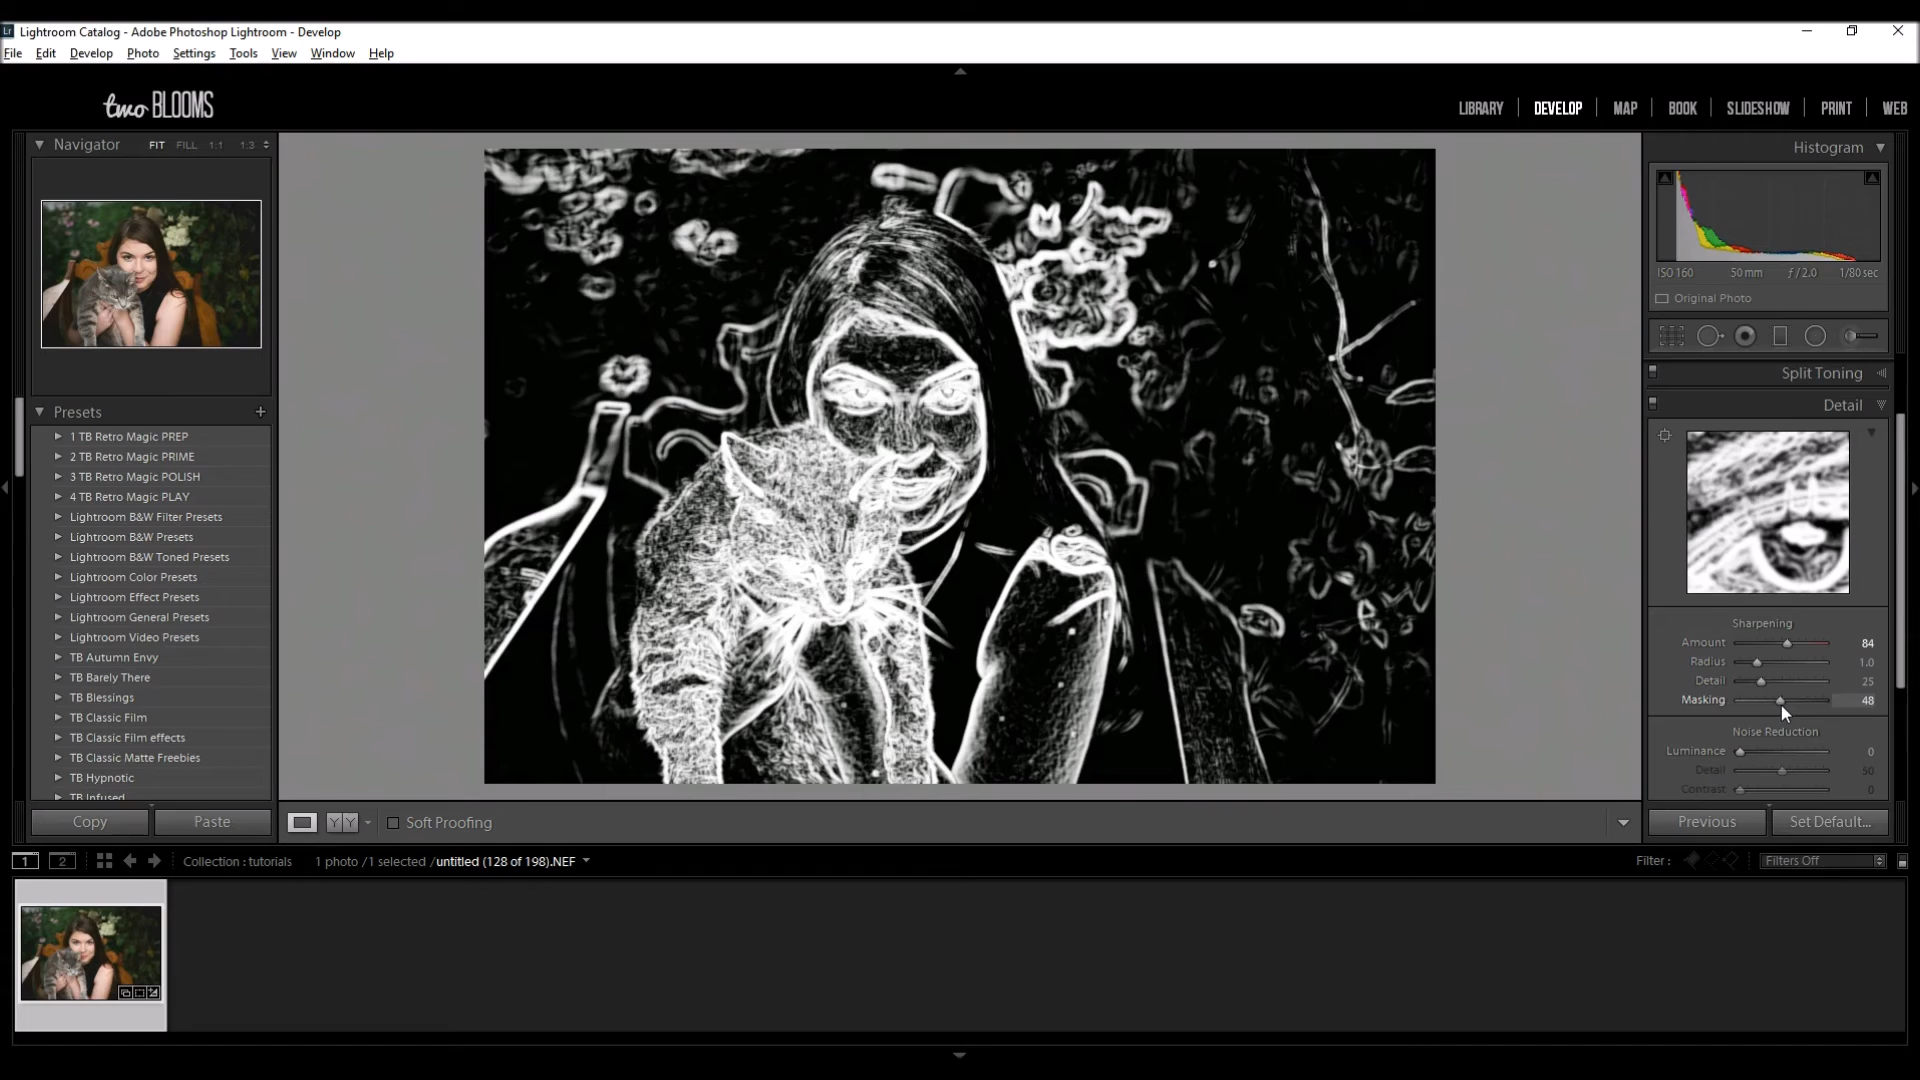 Lr Lightroom Catalog - Adobe Photoshop Lightroom - Develop
File Edit Develop Photo Settings Tools View Window Help
two BLOOMS
LIBRARY DEVELOP MAP BOOK SLIDESHOW PRINT WEB
Navigator FIT FILL 1:1 1:3
Presets +
1 TB Retro Magic PREP
2 TB Retro Magic PRIME
3 TB Retro Magic POLISH
4 TB Retro Magic PLAY
Lightroom B&W Filter Presets
Lightroom B&W Presets
Lightroom B&W Toned Presets
Lightroom Color Presets
Lightroom Effect Presets
Lightroom General Presets
Lightroom Video Presets
TB Autumn Envy
TB Barely There
TB Blessings
TB Classic Film
TB Classic Film effects
TB Classic Matte Freebies
TB Hypnotic
TB Infused
Copy Paste
Histogram
ISO 160 50 mm ƒ / 2.0 1/80 sec
Original Photo
Split Toning
Detail
Sharpening
Amount 84
Radius 1.0
Detail 25
Masking 48
Noise Reduction
Luminance 0
Detail 50
Contrast 0
Previous Set Default...
YY Soft Proofing
1 2 Collection : tutorials 1 photo /1 selected /untitled (128 of 198).NEF
Filter : Filters Off